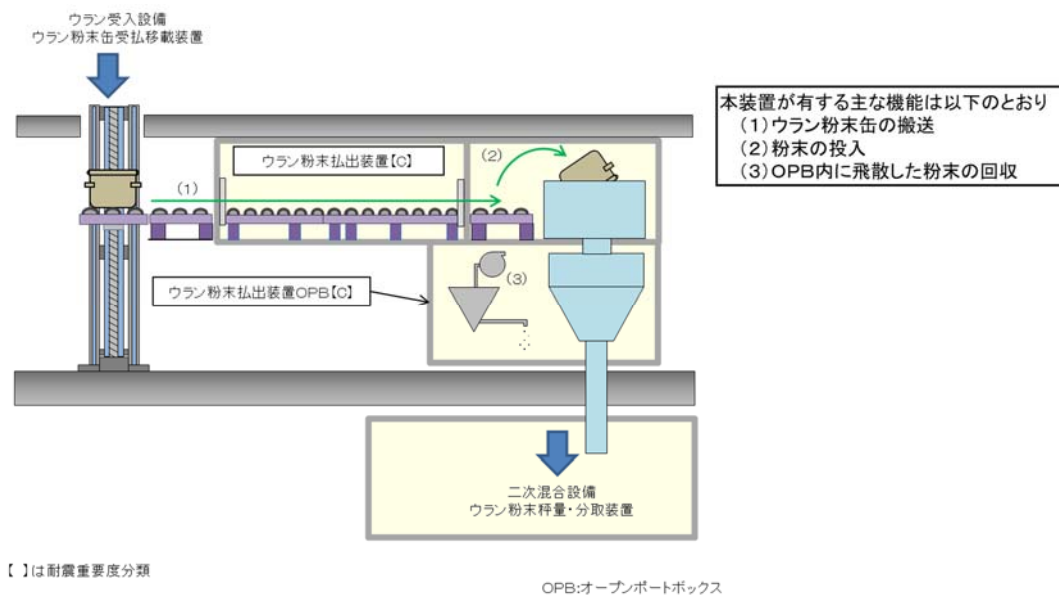 ウラン受入設備
ウラン粉末缶受払移載装置
本装置が有する主な機能は以下のとおり
(1)ウラン粉末缶の搬送
(2)粉末の投入
(3)OPB内に飛散した粉末の回収
ウラン粉末払出装置【C】
(2)
(1)
(3)
ウラン粉末払出装置OPB【C】
二次混合設備
ウラン粉末秤量・分取装置
【 】は耐震重要度分類
OPB:オープンポートボックス